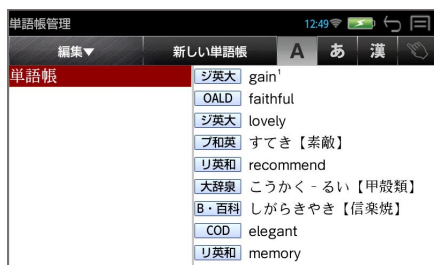 単語帳管理 12:49
編集▼ 新しい単語帳 A あ 漢
単語帳
ジ英大 gain¹
OALD faithful
ジ英大 lovely
プ和英 すてき【素敵】
リ英和 recommend
大辞泉 こうかく‐るい【甲殻類】
B・百科 しがらきやき【信楽焼】
COD elegant
リ英和 memory